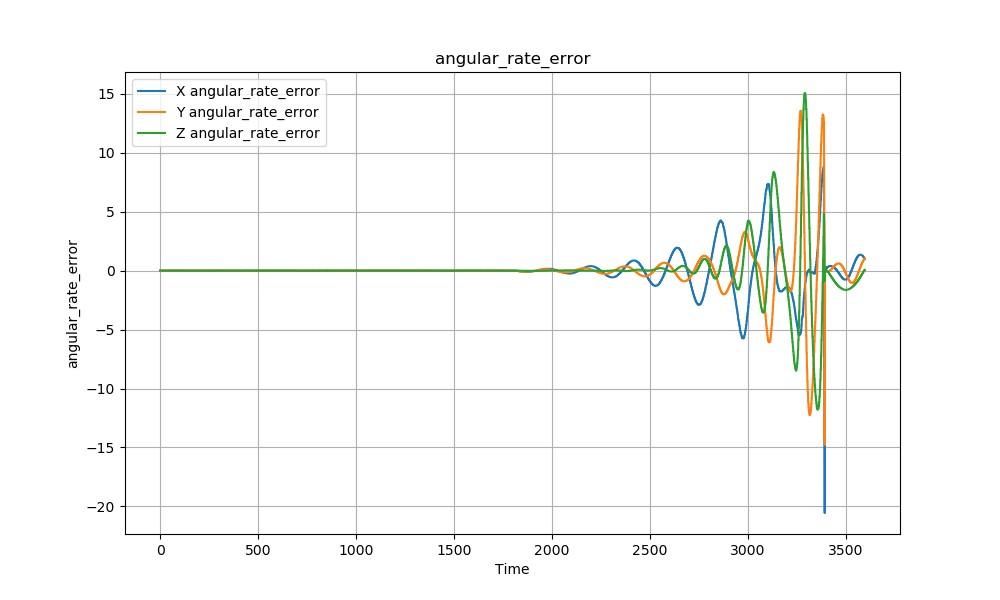 angular_rate_error
X angular_rate_error
Y angular_rate_error
Z angular_rate_error
angular_rate_error
15
10
5
0
−5
−10
−15
−20
0 500 1000 1500 2000 2500 3000 3500
Time